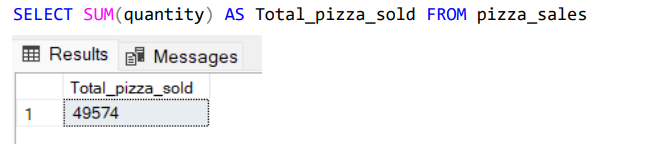 SELECT SUM(quantity) AS Total_pizza_sold FROM pizza_sales
Results Messages
Total_pizza_sold
1 49574